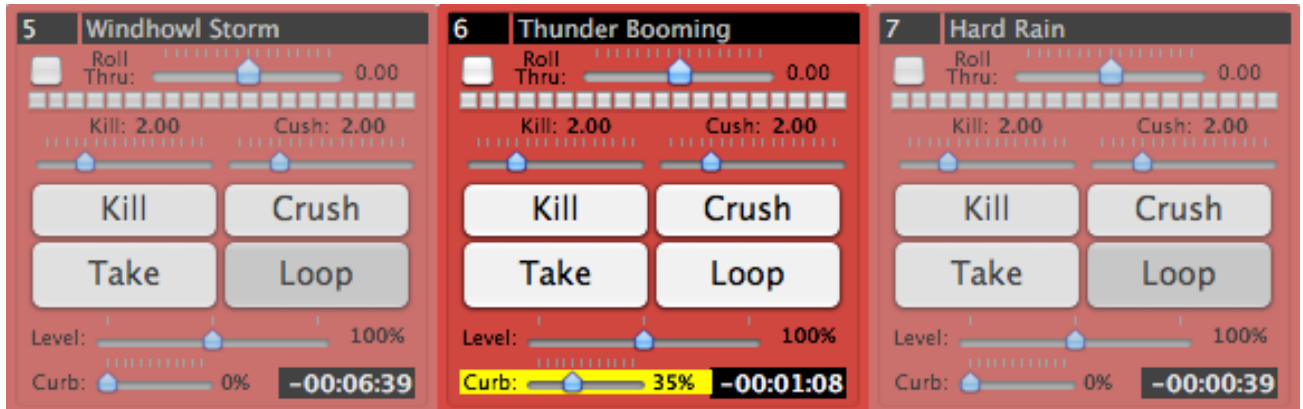 5 Windhowl Storm
Roll
Thru: 0.00
Kill: 2.00 Cush: 2.00
Kill Crush
Take Loop
Level: 100%
Curb: 0% -00:06:39
6 Thunder Booming
Roll
Thru: 0.00
Kill: 2.00 Cush: 2.00
Kill Crush
Take Loop
Level: 100%
Curb: 35% -00:01:08
7 Hard Rain
Roll
Thru: 0.00
Kill: 2.00 Cush: 2.00
Kill Crush
Take Loop
Level: 100%
Curb: 0% -00:00:39